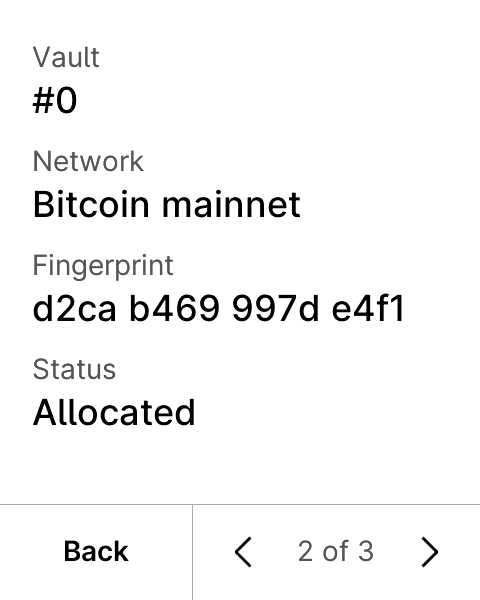 Vault
#0
Network
Bitcoin mainnet
Fingerprint
d2ca b469 997d e4f1
Status
Allocated
Back
2 of 3